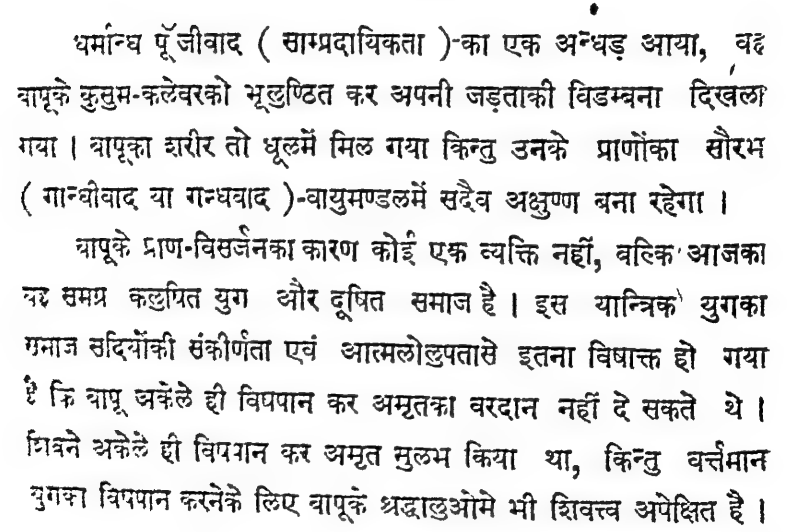 धर्मान्ध पूँजीवाद ( साम्प्रदायिकता )-का एक अन्धड़ आया, वह
बापूके कुसुम-कलेवरको भूलुण्ठित कर अपनी जड़ताकी विडम्बना दिखला
गया । बापूका शरीर तो धूलमें मिल गया किन्तु उनके प्राणोंका सौरभ
( गान्धीवाद या गन्धवाद )-वायुमण्डलमें सदैव अक्षुण्ण बना रहेगा ।
बापूके प्राण-विसर्जनका कारण कोई एक व्यक्ति नहीं, बल्कि आजका
यह समग्र कलुषित युग और दूषित समाज है । इस यान्त्रिक युगका
समाज सदियोंकी संकीर्णता एवं आत्मलोलुपतासे इतना विषाक्त हो गया
है कि बापू अकेले ही विषपान कर अमृतका वरदान नहीं दे सकते थे ।
शिवने अकेले ही विषपान कर अमृत सुलभ किया था, किन्तु वर्त्तमान
युगका विषपान करनेके लिए बापूके श्रद्धालुओमे भी शिवत्त्व अपेक्षित है ।